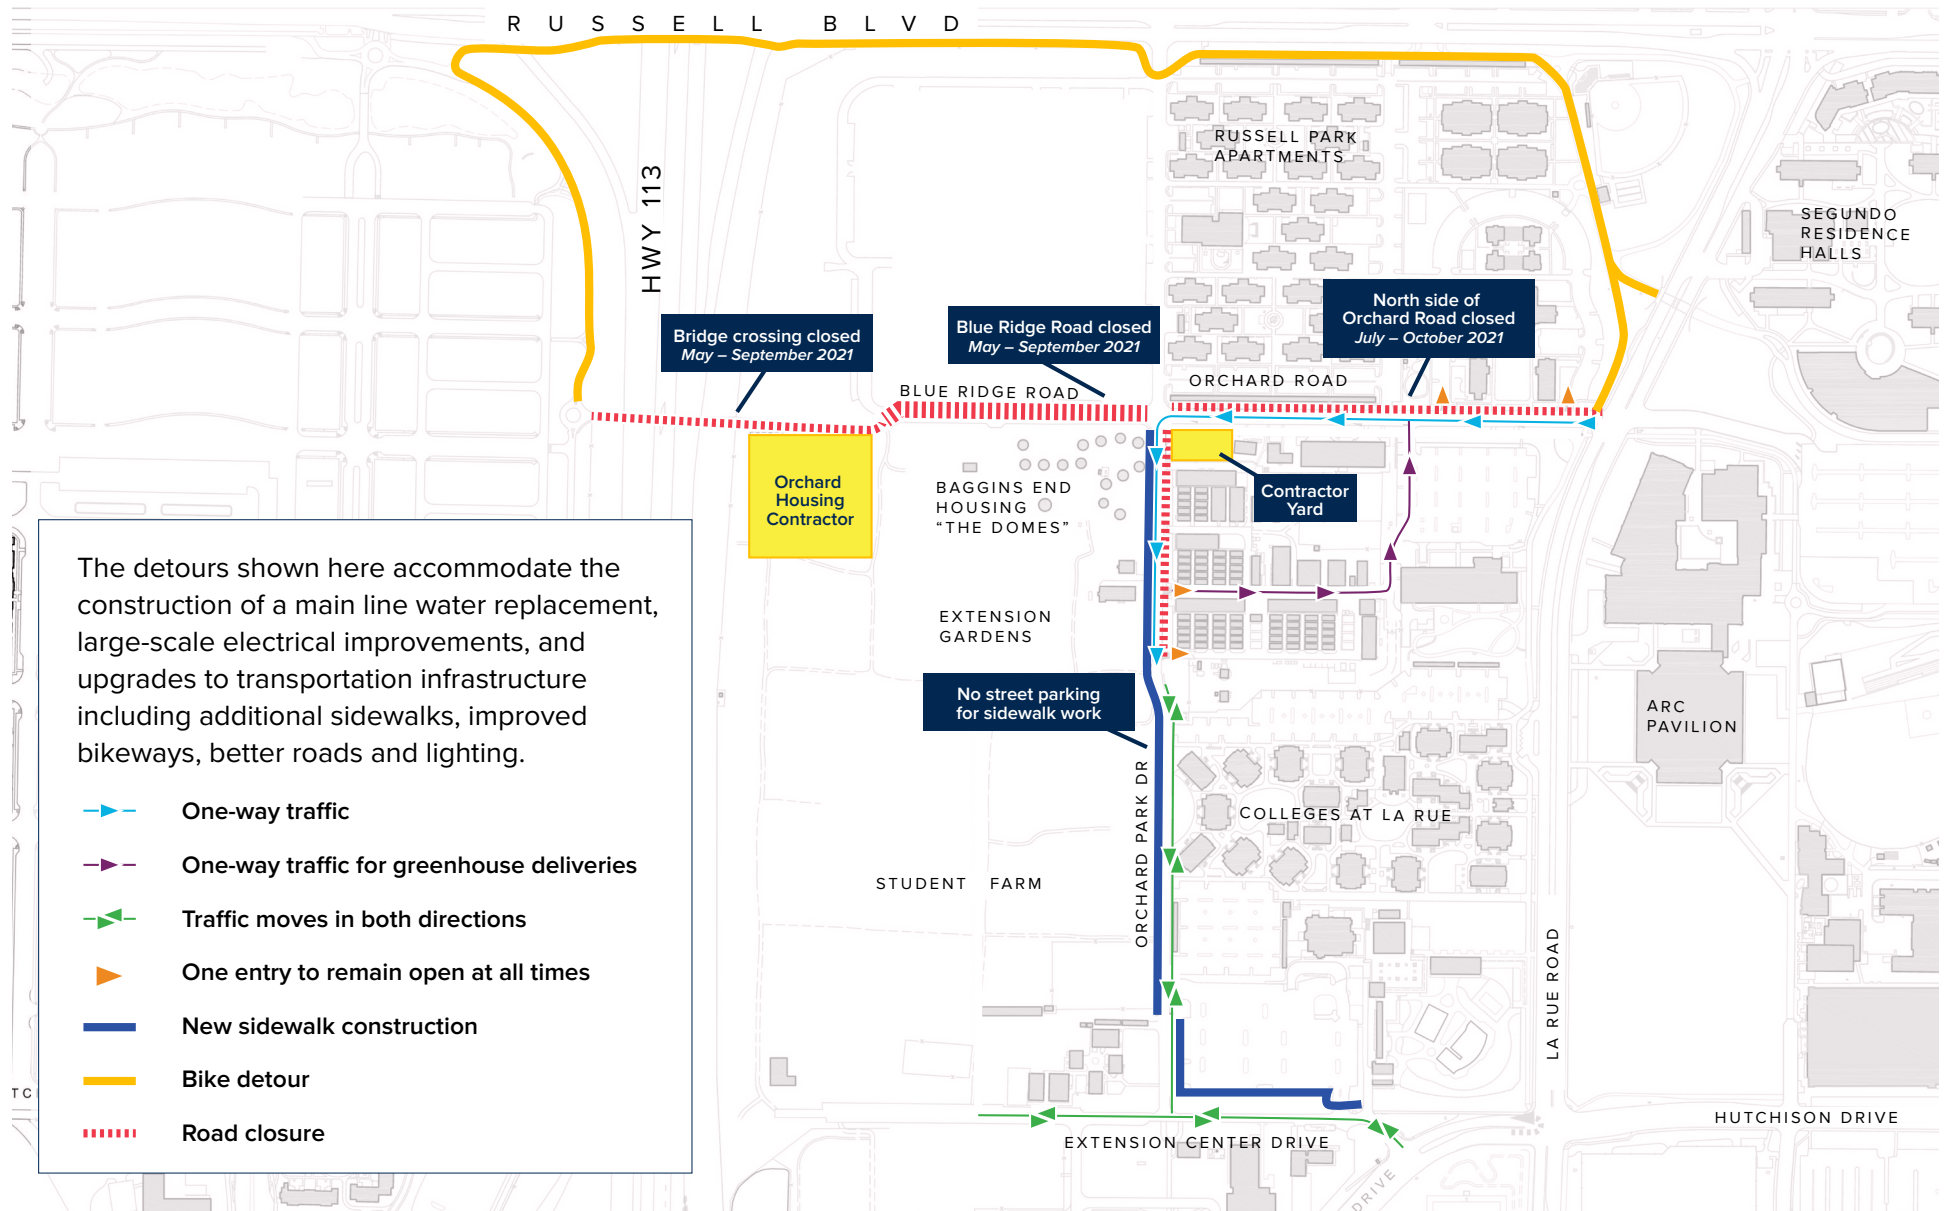 RUSSELL BLVD
HWY 113
RUSSELL PARK
APARTMENTS
SEGUNDO
RESIDENCE
HALLS
Bridge crossing closed
May – September 2021
Blue Ridge Road closed
May – September 2021
North side of
Orchard Road closed
July – October 2021
BLUE RIDGE ROAD
ORCHARD ROAD
Orchard
Housing
Contractor
BAGGINS END
HOUSING
“THE DOMES”
Contractor
Yard
EXTENSION
GARDENS
No street parking
for sidewalk work
ARC
PAVILION
ORCHARD PARK DR
COLLEGES AT LA RUE
STUDENT FARM
LA RUE ROAD
HUTCHISON DRIVE
EXTENSION CENTER DRIVE
DRIVE
The detours shown here accommodate the
construction of a main line water replacement,
large-scale electrical improvements, and
upgrades to transportation infrastructure
including additional sidewalks, improved
bikeways, better roads and lighting.
One-way traffic
One-way traffic for greenhouse deliveries
Traffic moves in both directions
One entry to remain open at all times
New sidewalk construction
Bike detour
Road closure